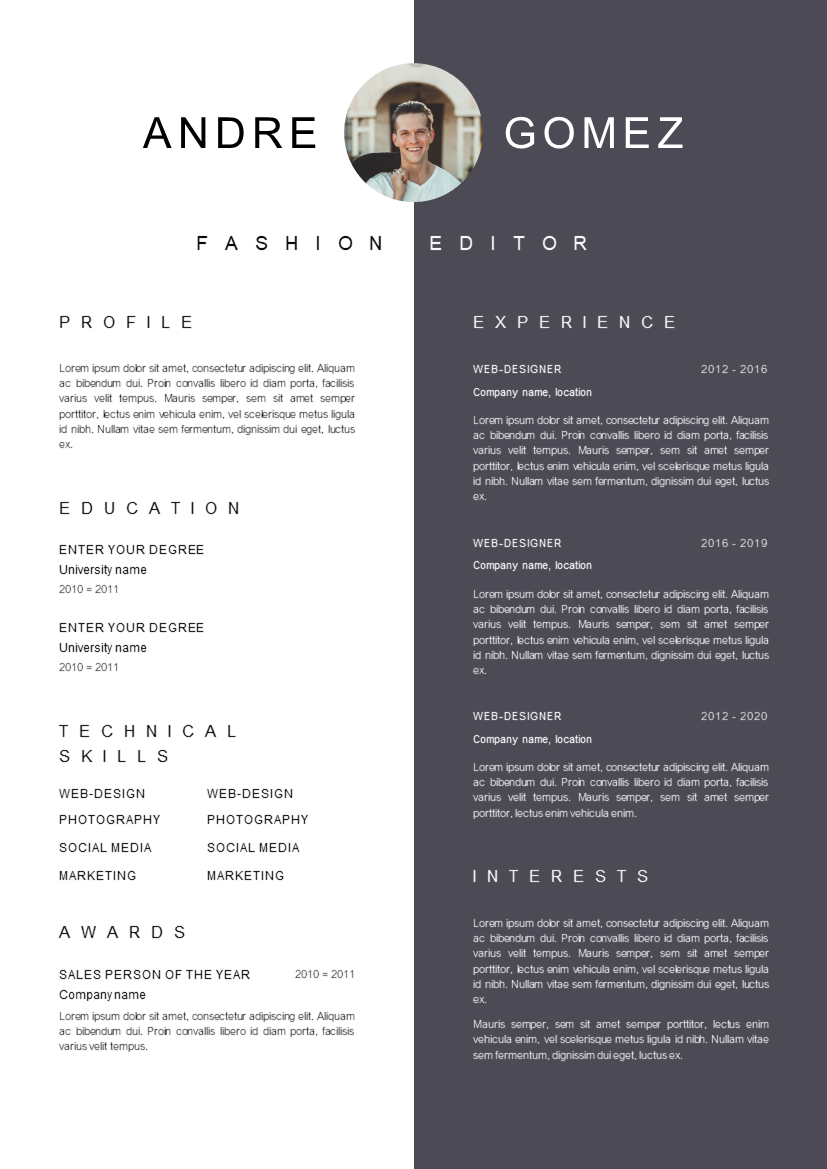 ANDRE GOMEZ
FASHION EDITOR
PROFILE
Lorem ipsum dolor sit amet, consectetur adipiscing elit. Aliquam
ac bibendum dui. Proin convallis libero id diam porta, facilisis
varius velit tempus. Mauris semper, sem sit amet semper
porttitor, lectus enim vehicula enim, vel scelerisque metus ligula
id nibh. Nullam vitae sem fermentum, dignissim dui eget, luctus
ex.
EDUCATION
ENTER YOUR DEGREE
University name
2010 = 2011
ENTER YOUR DEGREE
University name
2010 = 2011
TECHNICAL
SKILLS
WEB-DESIGN WEB-DESIGN
PHOTOGRAPHY PHOTOGRAPHY
SOCIAL MEDIA SOCIAL MEDIA
MARKETING MARKETING
AWARDS
SALES PERSON OF THE YEAR 2010 = 2011
Company name
Lorem ipsum dolor sit amet, consectetur adipiscing elit. Aliquam
ac bibendum dui. Proin convallis libero id diam porta, facilisis
varius velit tempus.
EXPERIENCE
WEB-DESIGNER 2012 - 2016
Company name, location
Lorem ipsum dolor sit amet, consectetur adipiscing elit. Aliquam
ac bibendum dui. Proin convallis libero id diam porta, facilisis
varius velit tempus. Mauris semper, sem sit amet semper
porttitor, lectus enim vehicula enim, vel scelerisque metus ligula
id nibh. Nullam vitae sem fermentum, dignissim dui eget, luctus
ex.
WEB-DESIGNER 2016 - 2019
Company name, location
Lorem ipsum dolor sit amet, consectetur adipiscing elit. Aliquam
ac bibendum dui. Proin convallis libero id diam porta, facilisis
varius velit tempus. Mauris semper, sem sit amet semper
porttitor, lectus enim vehicula enim, vel scelerisque metus ligula
id nibh. Nullam vitae sem fermentum, dignissim dui eget, luctus
ex.
WEB-DESIGNER 2012 - 2020
Company name, location
Lorem ipsum dolor sit amet, consectetur adipiscing elit. Aliquam
ac bibendum dui. Proin convallis libero id diam porta, facilisis
varius velit tempus. Mauris semper, sem sit amet semper
porttitor, lectus enim vehicula enim.
INTERESTS
Lorem ipsum dolor sit amet, consectetur adipiscing elit. Aliquam
ac bibendum dui. Proin convallis libero id diam porta, facilisis
varius velit tempus. Mauris semper, sem sit amet semper
porttitor, lectus enim vehicula enim, vel scelerisque metus ligula
id nibh. Nullam vitae sem fermentum, dignissim dui eget, luctus
ex.
Mauris semper, sem sit amet semper porttitor, lectus enim
vehicula enim, vel scelerisque metus ligula id nibh. Nullam vitae
sem fermentum, dignissim dui eget, luctus ex.